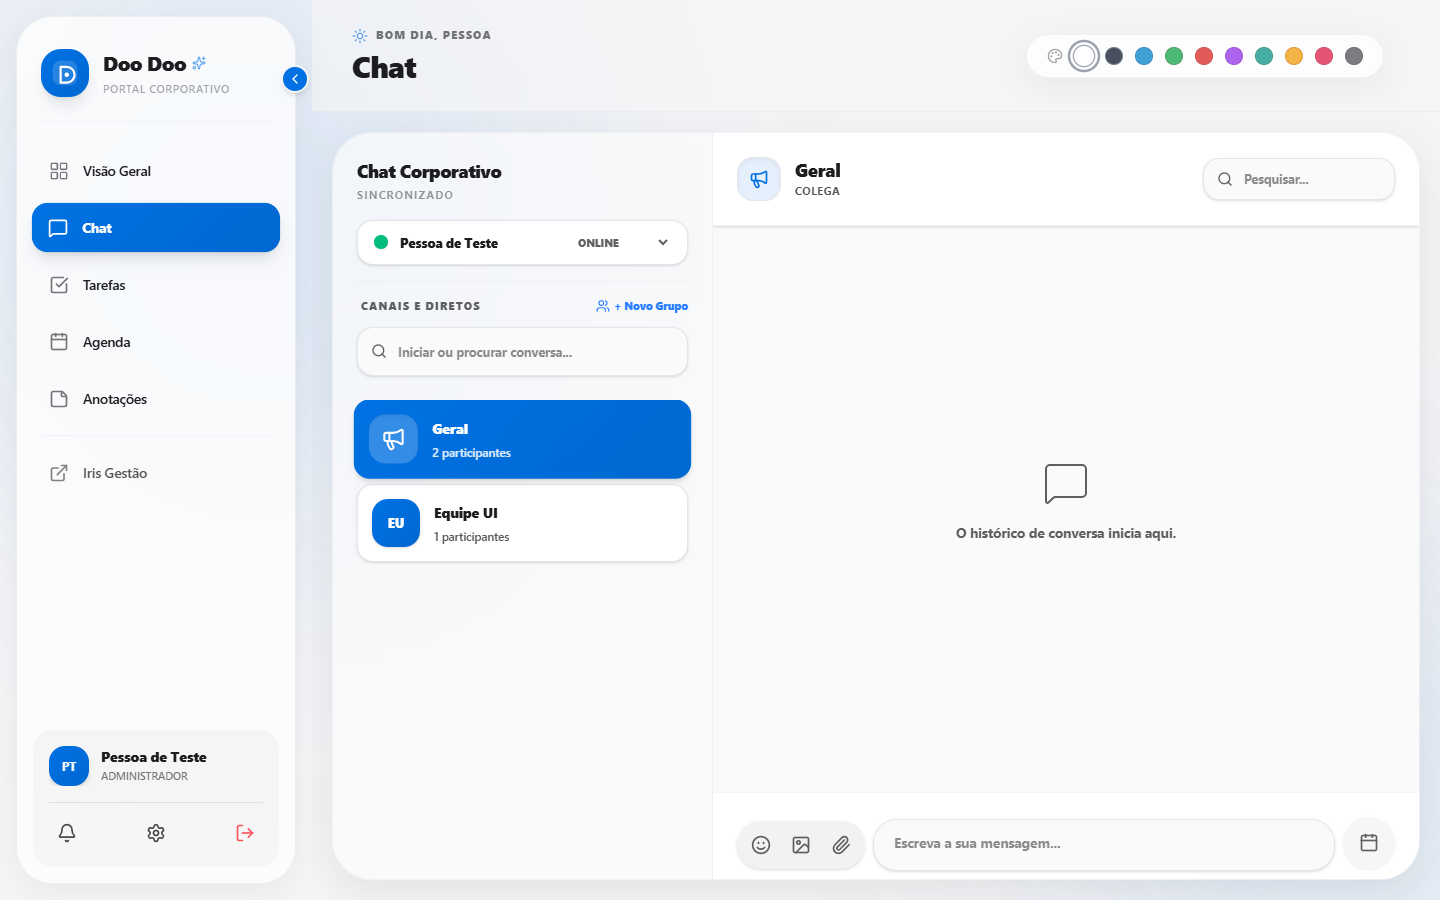 Doo Doo
PORTAL CORPORATIVO
Visão Geral
Chat
Tarefas
Agenda
Anotações
Iris Gestão
PT
Pessoa de Teste
ADMINISTRADOR
BOM DIA, PESSOA
Chat
Chat Corporativo
SINCRONIZADO
Pessoa de Teste ONLINE
CANAIS E DIRETOS + Novo Grupo
Iniciar ou procurar conversa...
Geral
2 participantes
EU
Equipe UI
1 participantes
Geral
COLEGA
Pesquisar...
O histórico de conversa inicia aqui.
Escreva a sua mensagem...